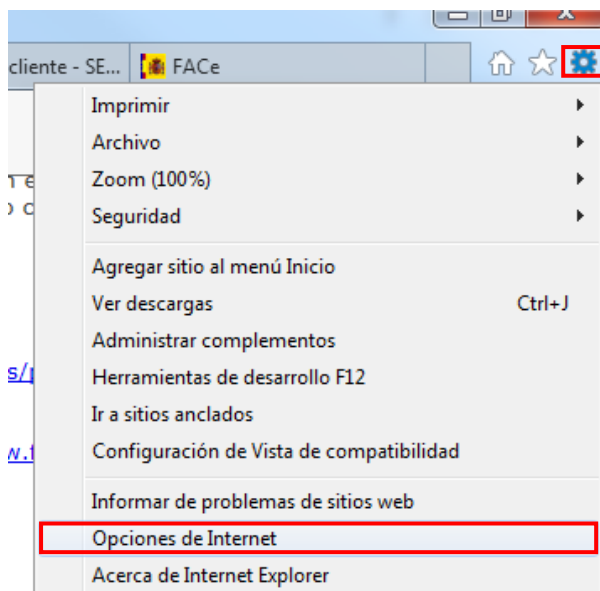 cliente - SE... FACe
Imprimir
Archivo
Zoom (100%)
Seguridad
Agregar sitio al menú Inicio
Ver descargas Ctrl+J
Administrar complementos
s/
Herramientas de desarrollo F12
Ir a sitios anclados
w.f
Configuración de Vista de compatibilidad
Informar de problemas de sitios web
Opciones de Internet
Acerca de Internet Explorer